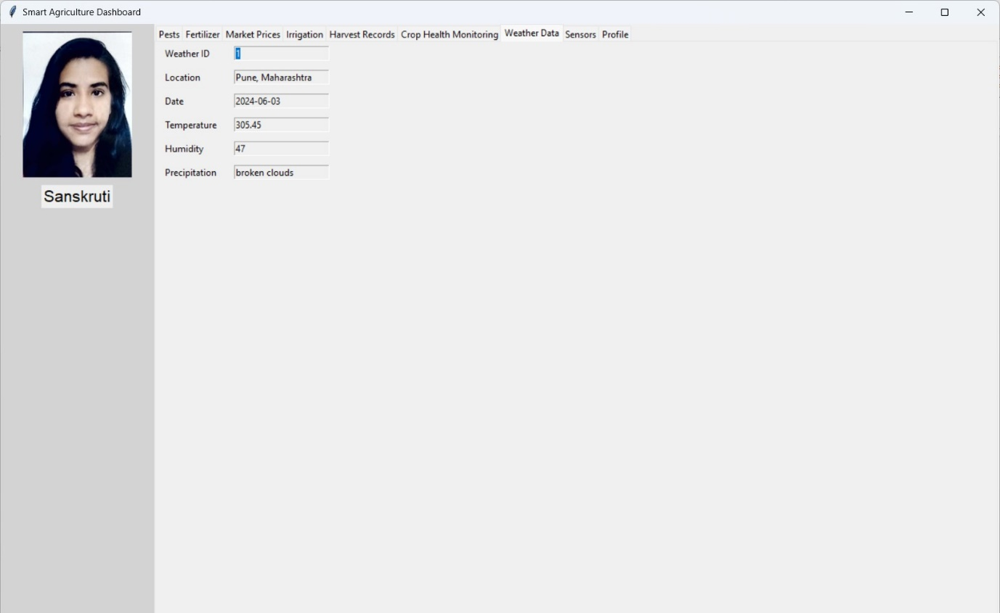 Smart Agriculture Dashboard
Pests Fertilizer Market Prices Irrigation Harvest Records Crop Health Monitoring Weather Data Sensors Profile
Weather ID 1
Location Pune, Maharashtra
Date 2024-06-03
Temperature 305.45
Humidity 47
Precipitation broken clouds
Sanskruti